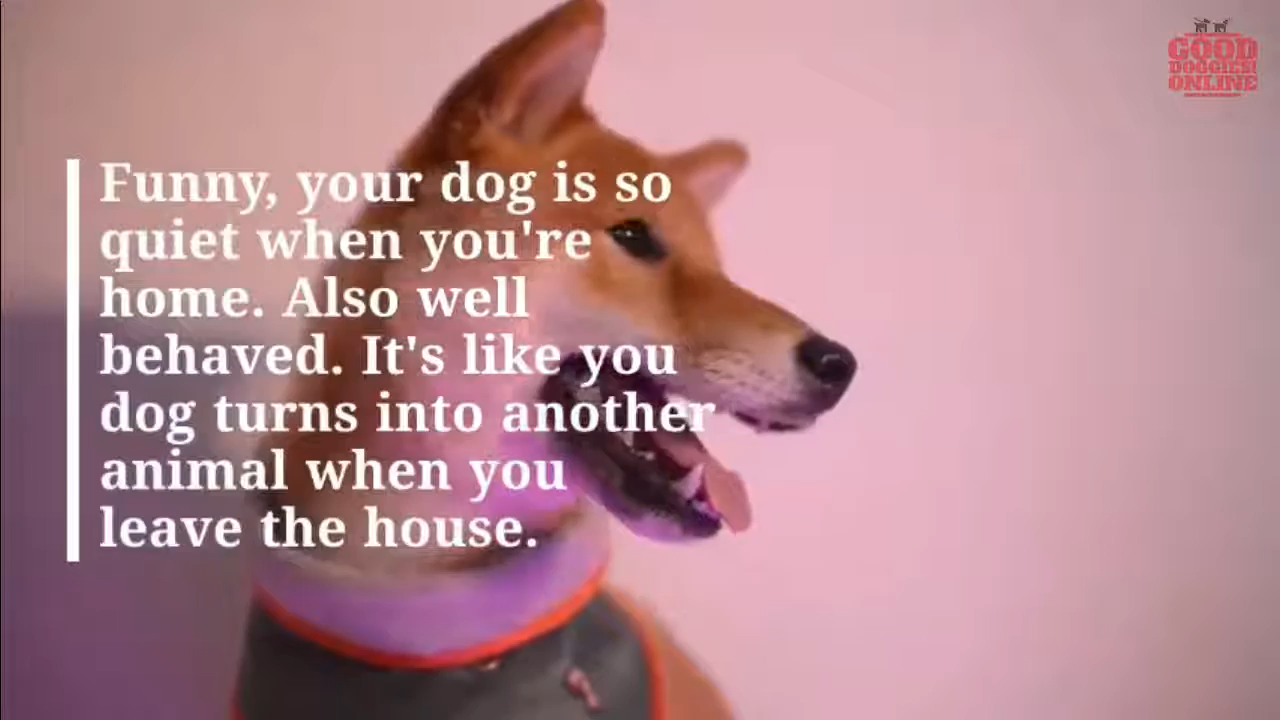 GOOD
DOGGIES!
ONLINE
Funny, your dog is so
quiet when you're
home. Also well
behaved. It's like you
dog turns into another
animal when you
leave the house.